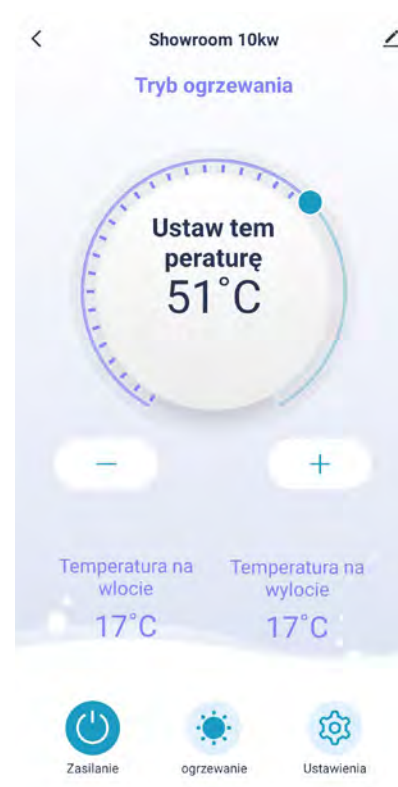 Showroom 10kw
Tryb ogrzewania
Ustaw tem
peraturę
51°C
Temperatura na
wlocie
17°C
Temperatura na
wylocie
17°C
Zasilanie
ogrzewanie
Ustawienia